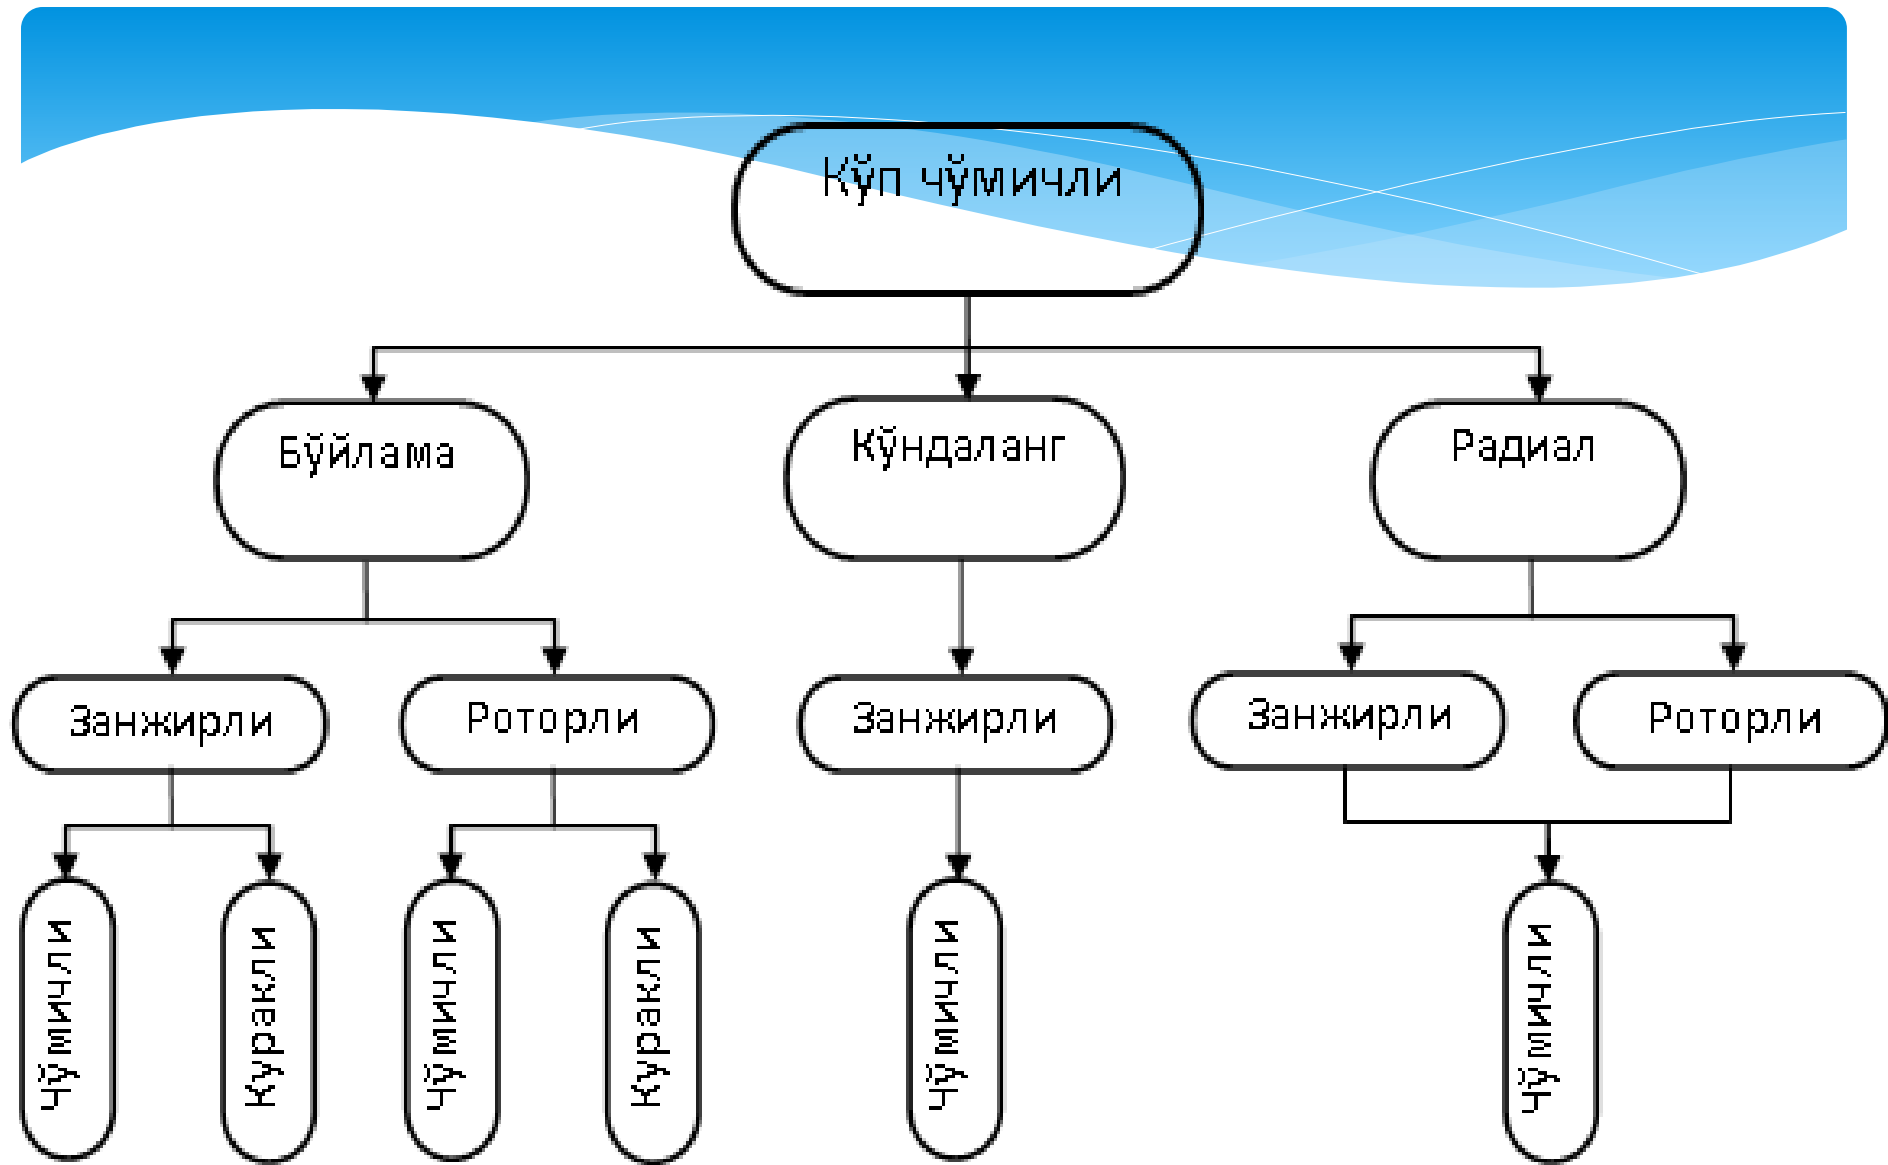 Кўп чўмичли
Бўйлама
Кўндаланг
Радиал
Занжирли
Роторли
Занжирли
Занжирли
Роторли
Чўмичли
Куракли
Чўмичли
Куракли
Чўмичли
Чўмичли